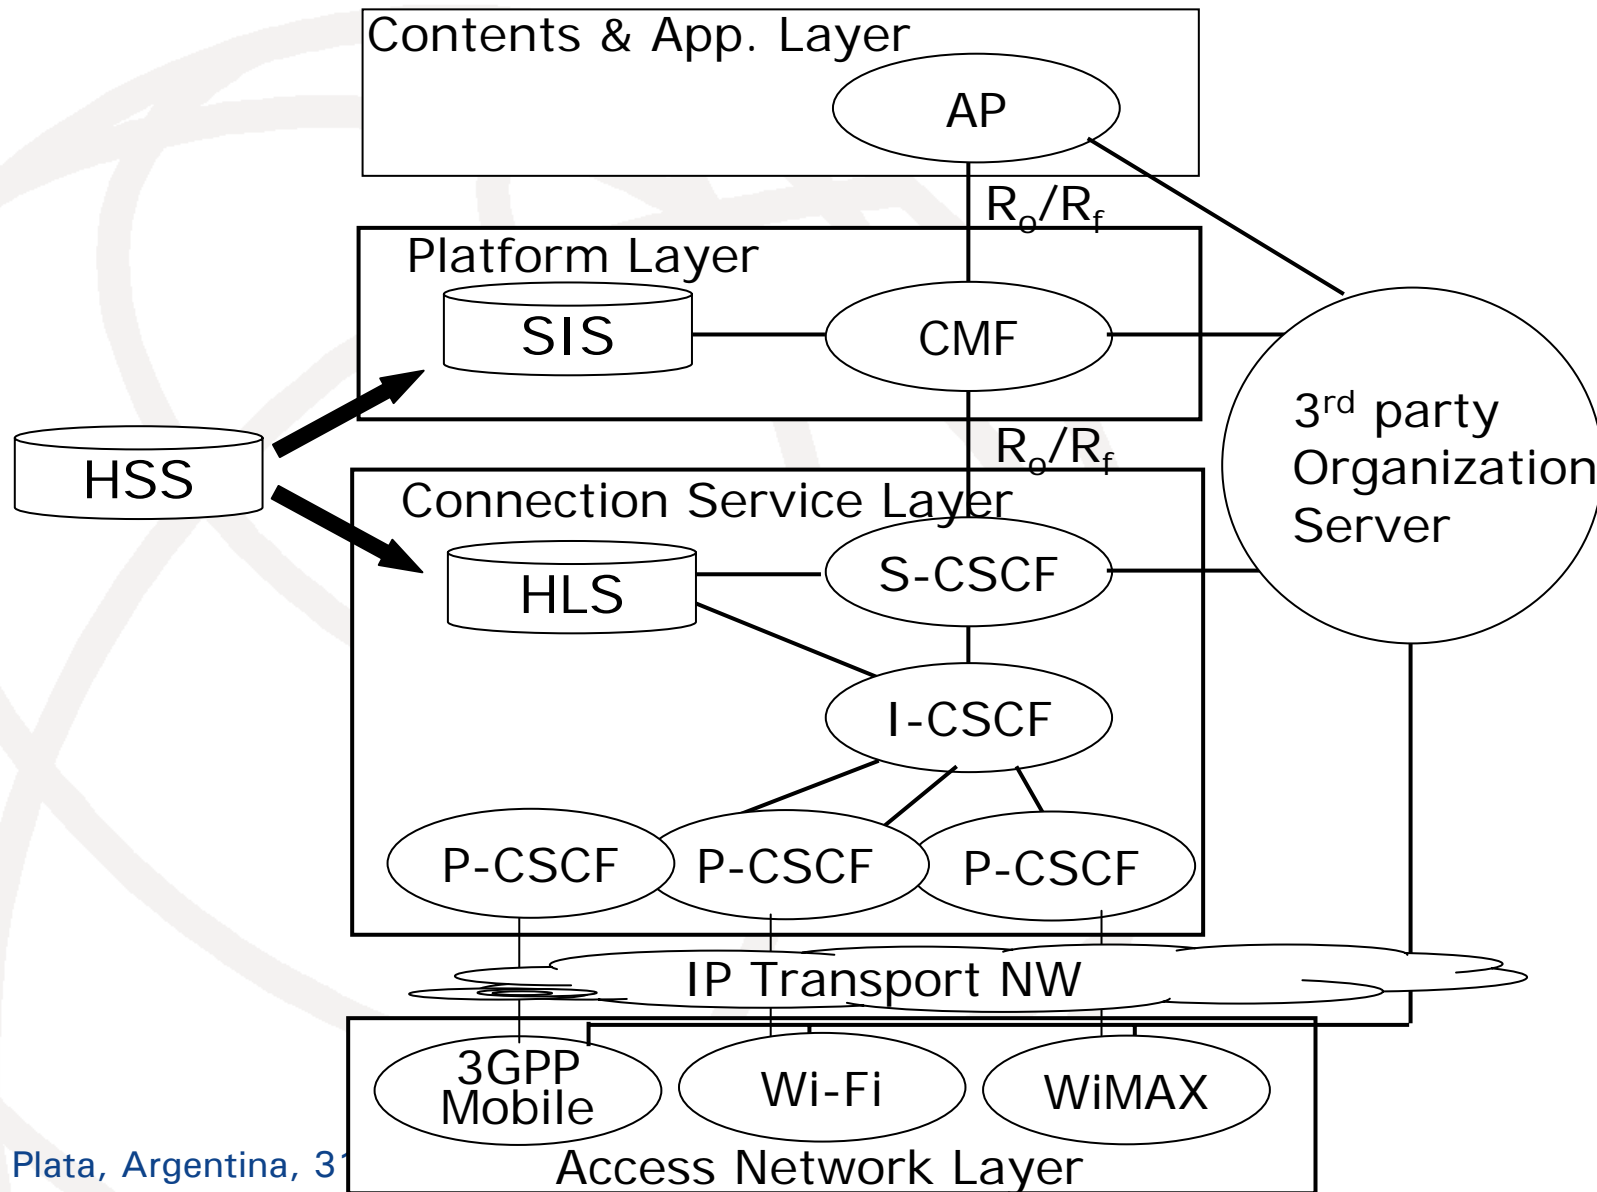 Contents & App. Layer
AP
Ro/Rf
Platform Layer
SIS
CMF
3rd party
Organization
Server
HSS
Ro/Rf
Connection Service Layer
HLS
S-CSCF
I-CSCF
P-CSCF
P-CSCF
P-CSCF
IP Transport NW
3GPP
Mobile
Wi-Fi
WiMAX
Access Network Layer
Plata, Argentina, 31